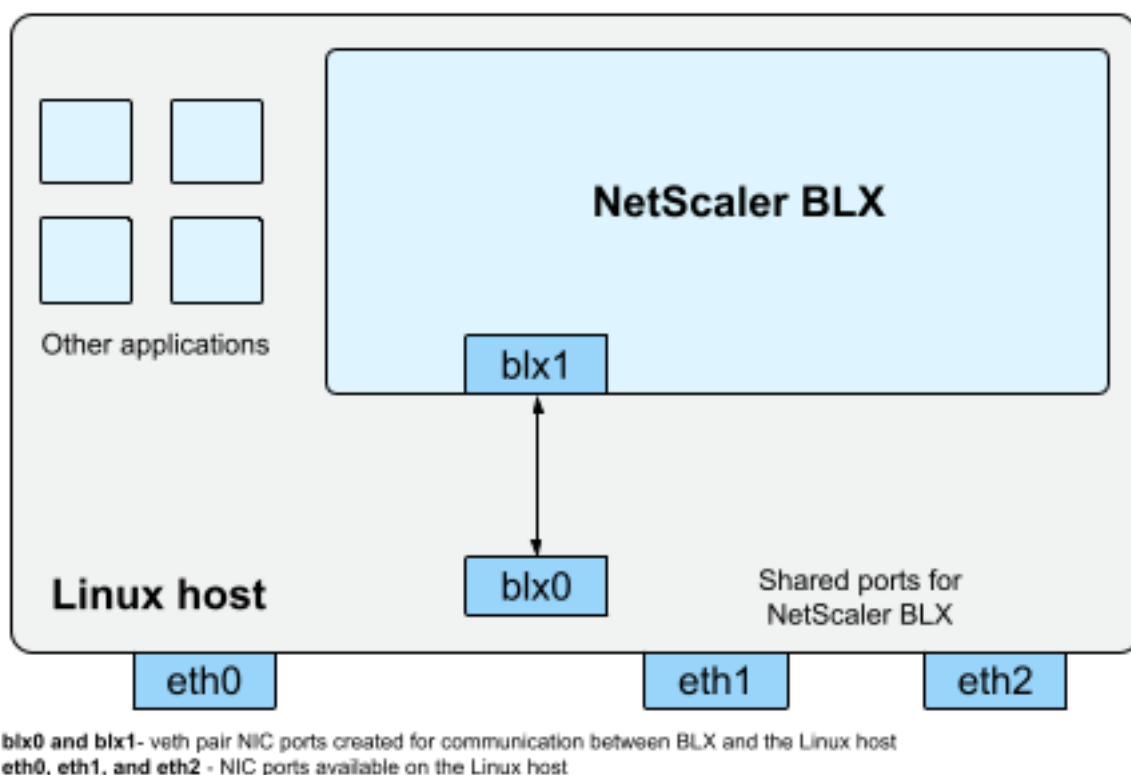 NetScaler BLX
Other applications
blx1
blx0
Linux host
Shared ports for
NetScaler BLX
eth0
eth1
eth2
blx0 and blx1- veth pair NIC ports created for communication between BLX and the Linux host
eth0, eth1, and eth2 - NIC ports available on the Linux host